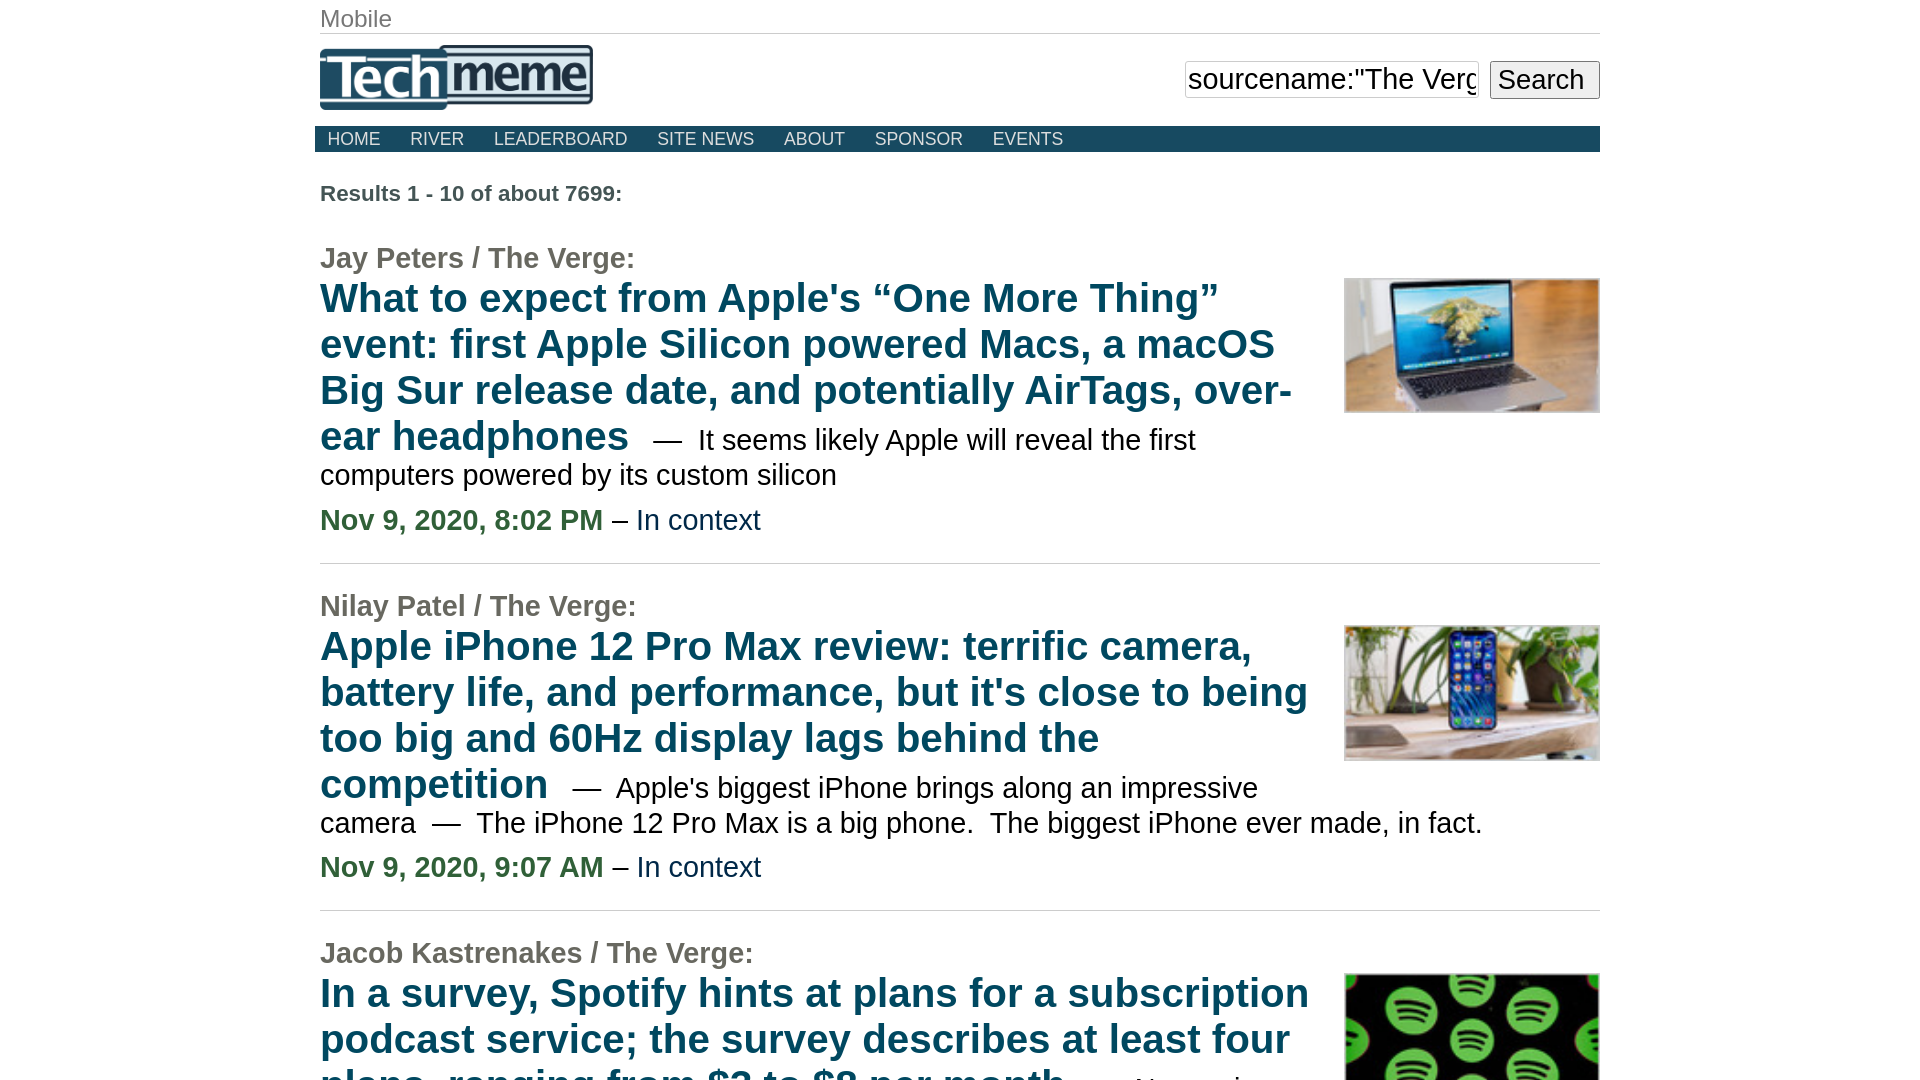 Mobile
Techmeme
sourcename:"The Verg
Search
HOME RIVER LEADERBOARD SITE NEWS ABOUT SPONSOR EVENTS
Results 1 - 10 of about 7699:
Jay Peters / The Verge:
What to expect from Apple's “One More Thing”
event: first Apple Silicon powered Macs, a macOS
Big Sur release date, and potentially AirTags, over-
ear headphones — It seems likely Apple will reveal the first
computers powered by its custom silicon
Nov 9, 2020, 8:02 PM – In context
Nilay Patel / The Verge:
Apple iPhone 12 Pro Max review: terrific camera,
battery life, and performance, but it's close to being
too big and 60Hz display lags behind the
competition — Apple's biggest iPhone brings along an impressive
camera — The iPhone 12 Pro Max is a big phone. The biggest iPhone ever made, in fact.
Nov 9, 2020, 9:07 AM – In context
Jacob Kastrenakes / The Verge:
In a survey, Spotify hints at plans for a subscription
podcast service; the survey describes at least four
plans, ranging from $3 to $8 per month